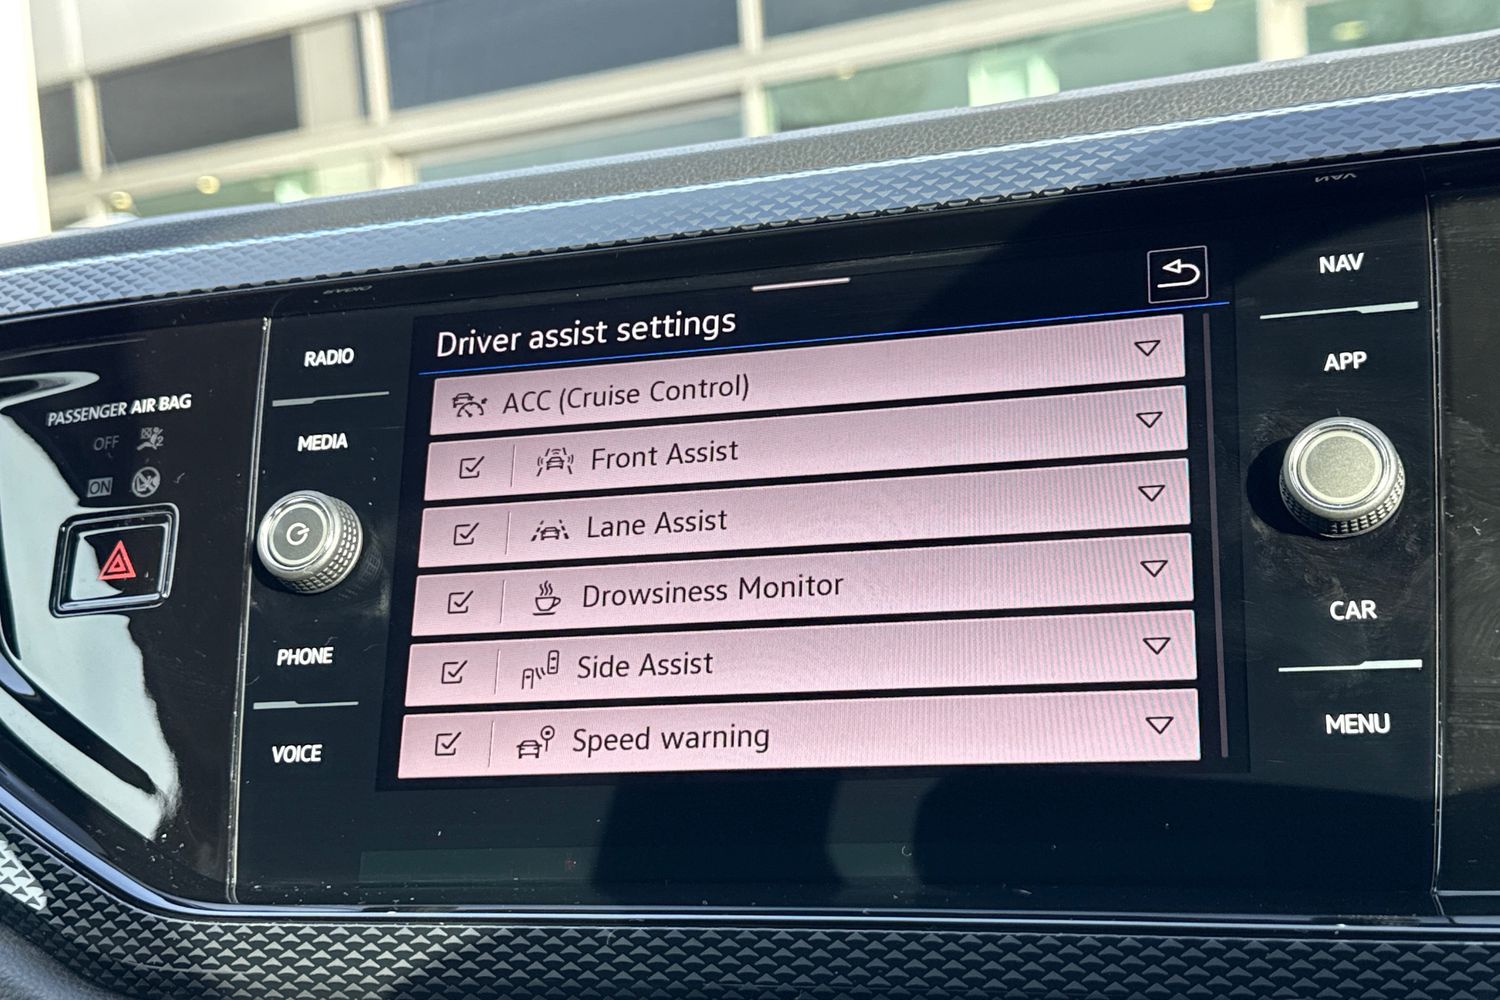 PASSENGER AIR BAG
OFF
ON
RADIO
MEDIA
PHONE
VOICE
Driver assist settings
ACC (Cruise Control)
Front Assist
Lane Assist
Drowsiness Monitor
Side Assist
Speed warning
NAV
APP
CAR
MENU